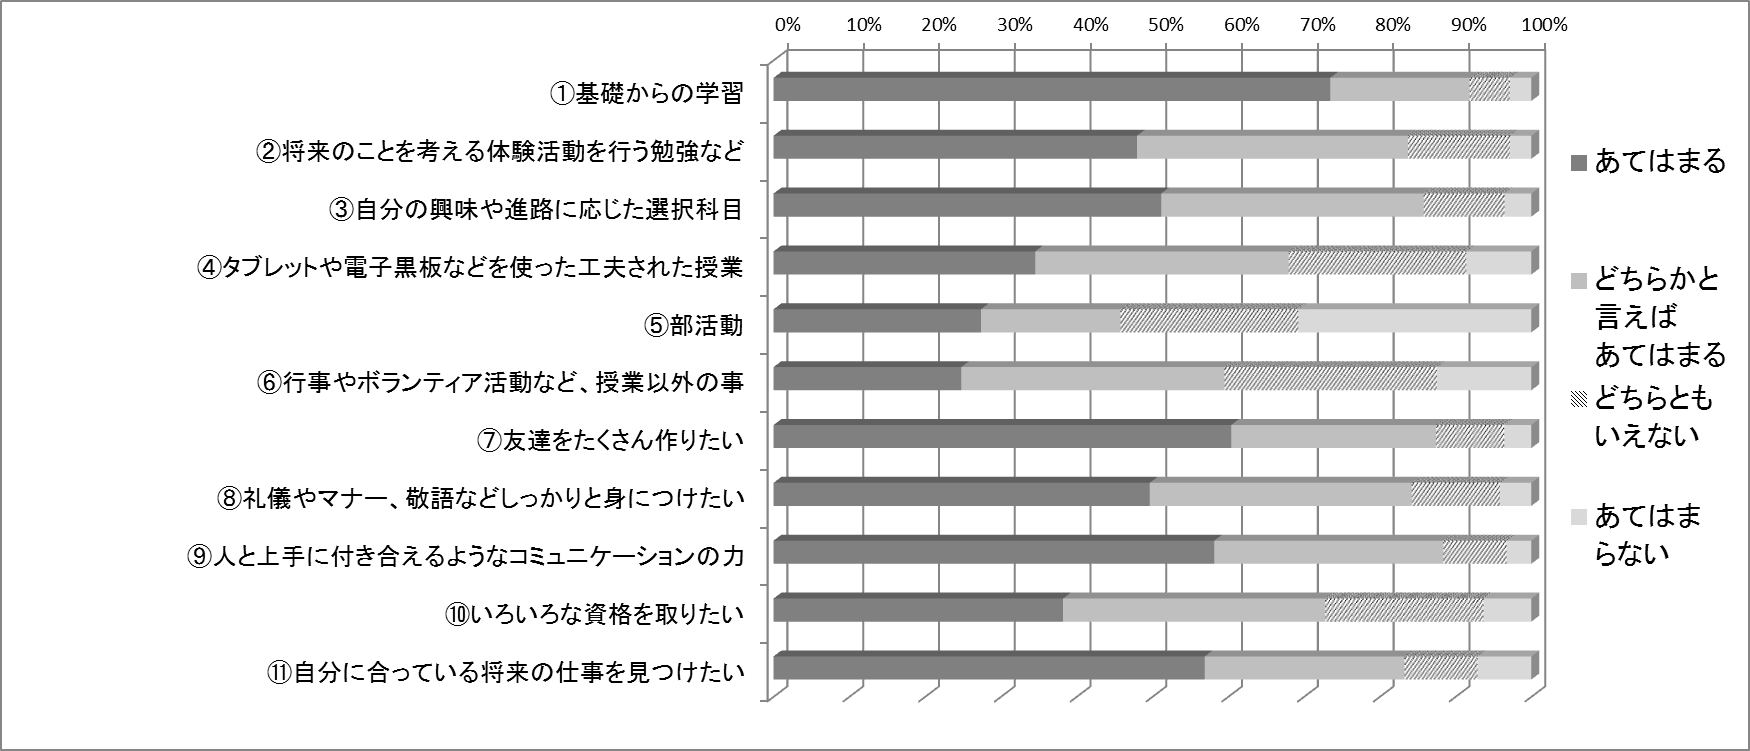 0% 10% 20% 30% 40% 50% 60% 70% 80% 90% 100%
①基礎からの学習
②将来のことを考える体験活動を行う勉強など
③自分の興味や進路に応じた選択科目
④タブレットや電子黒板などを使った工夫された授業
⑤部活動
⑥行事やボランティア活動など、授業以外の事
⑦友達をたくさん作りたい
⑧礼儀やマナー、敬語などしっかりと身につけたい
⑨人と上手に付き合えるようなコミュニケーションの力
⑩いろいろな資格を取りたい
⑪自分に合っている将来の仕事を見つけたい
あてはまる
どちらかと
言えば
あてはまる
どちらとも
いえない
あてはま
らない